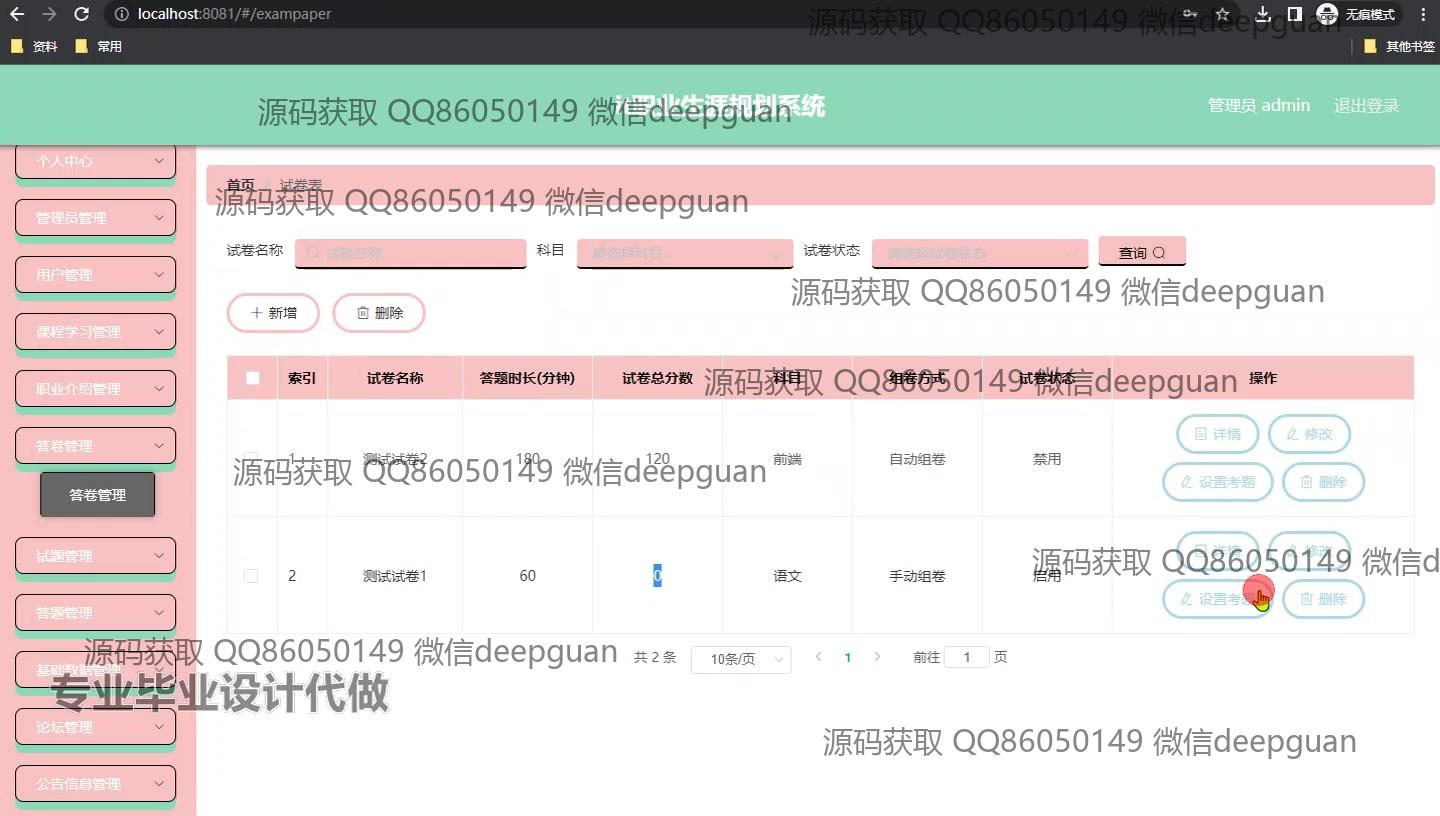 localhost:8081/#/exampaper
无痕模式
资料
常用
其他书签
源码获取 QQ86050149 微信deepguan
it职业生涯规划系统
管理员 admin
退出登录
源码获取 QQ86050149 微信deepguan
个人中心
首页 / 试卷表
源码获取 QQ86050149 微信deepguan
管理员管理
试卷名称
试卷名称
科目
请选择科目
试卷状态
请选择试卷状态
查询
用户管理
源码获取 QQ86050149 微信deepguan
新增
删除
课程学习管理
索引
试卷名称
答题时长(分钟)
试卷总分数
科目
组卷方式
试卷状态
操作
源码获取 QQ86050149 微信deepguan
职业介绍管理
答卷管理
答卷管理
1
测试试卷2
180
120
前端
自动组卷
禁用
详情
修改
设置考题
删除
源码获取 QQ86050149 微信deepguan
试题管理
2
测试试卷1
60
0
语文
手动组卷
启用
详情
修改
设置考题
删除
源码获取 QQ86050149 微信d
答题管理
源码获取 QQ86050149 微信deepguan
共 2 条
10条/页
1
前往
1
页
基础数据管理
专业毕业设计代做
论坛管理
源码获取 QQ86050149 微信deepguan
公告信息管理